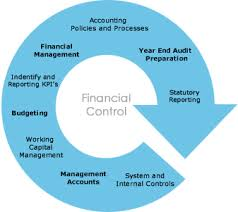 Accounting
Policies and Processes
Financial
Management
Year End Audit
Preparation
Indentify and
Reporting KPI's
Financial
Control
Statutory
Reporting
Budgeting
Working
Capital
Management
Management
Accounts
System and
Internal Controls